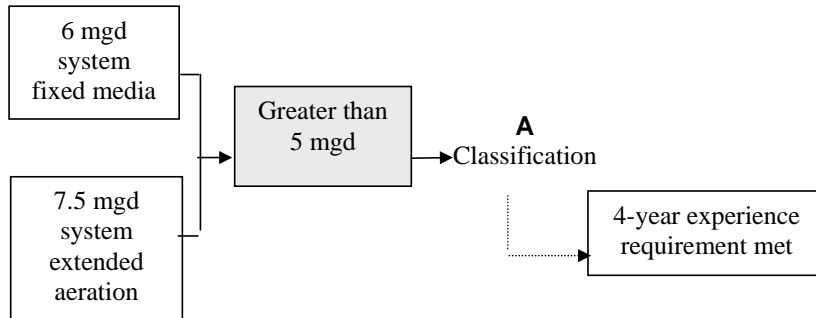 6 mgd
system
fixed media
Greater than
5 mgd
A
Classification
7.5 mgd
system
extended
aeration
4-year experience
requirement met